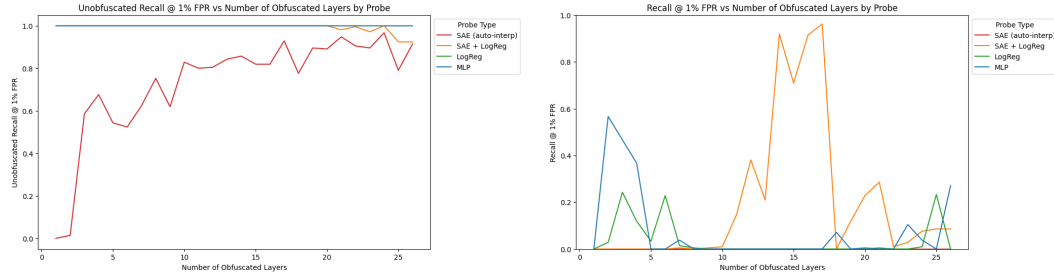 Unobfuscated Recall @ 1% FPR vs Number of Obfuscated Layers by Probe
Unobfuscated Recall @ 1% FPR
1.0
0.8
0.6
0.4
0.2
0.0
0
5
10
15
20
25
Number of Obfuscated Layers
Probe Type
SAE (auto-interp)
SAE + LogReg
LogReg
MLP
Recall @ 1% FPR vs Number of Obfuscated Layers by Probe
Recall @ 1% FPR
1.0
0.8
0.6
0.4
0.2
0.0
0
5
10
15
20
25
Number of Obfuscated Layers
Probe Type
SAE (auto-interp)
SAE + LogReg
LogReg
MLP